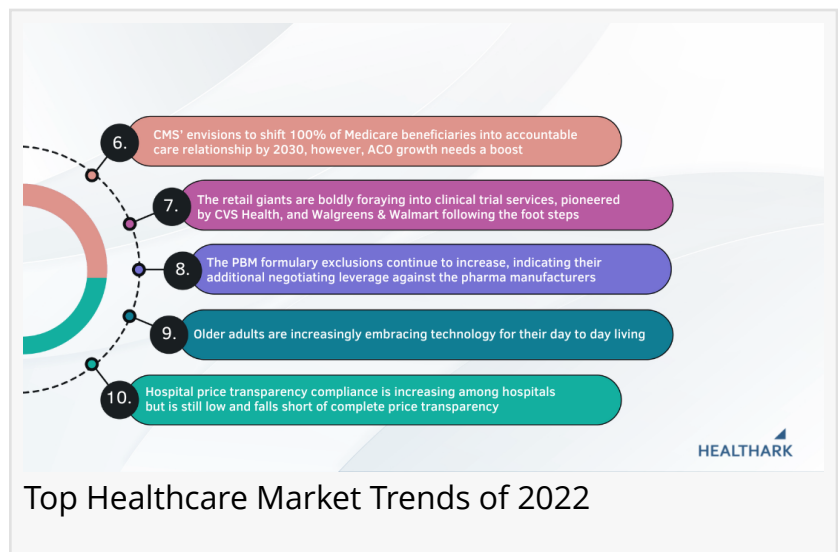 6.
CMS' envisions to shift 100% of Medicare beneficiaries into accountable
care relationship by 2030, however, ACO growth needs a boost
7.
The retail giants are boldly foraying into clinical trial services, pioneered
by CVS Health, and Walgreens & Walmart following the foot steps
8.
The PBM formulary exclusions continue to increase, indicating their
additional negotiating leverage against the pharma manufacturers
9.
Older adults are increasingly embracing technology for their day to day living
10.
Hospital price transparency compliance is increasing among hospitals
but is still low and falls short of complete price transparency
HEALTHARK
Top Healthcare Market Trends of 2022